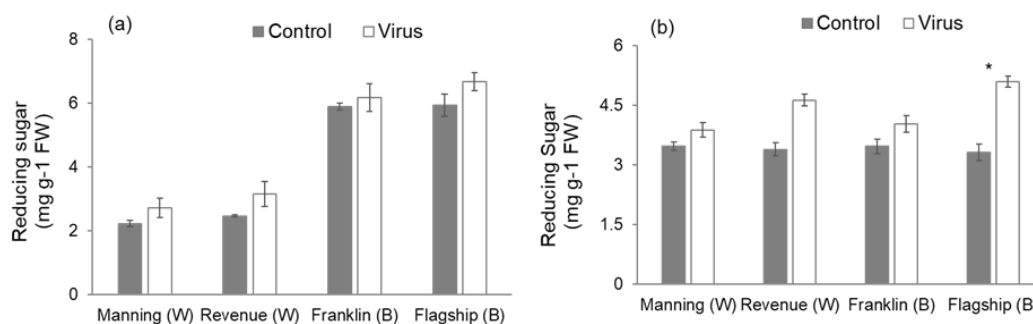 (a)
Control Virus
Reducing sugar
(mg g-1 FW)
8
6
4
2
0
Manning (W) Revenue (W) Franklin (B) Flagship (B)
(b)
Control Virus
Reducing Sugar
(mg g-1 FW)
6
4.5
3
1.5
0
*
Manning (W) Revenue (W) Franklin (B) Flagship (B